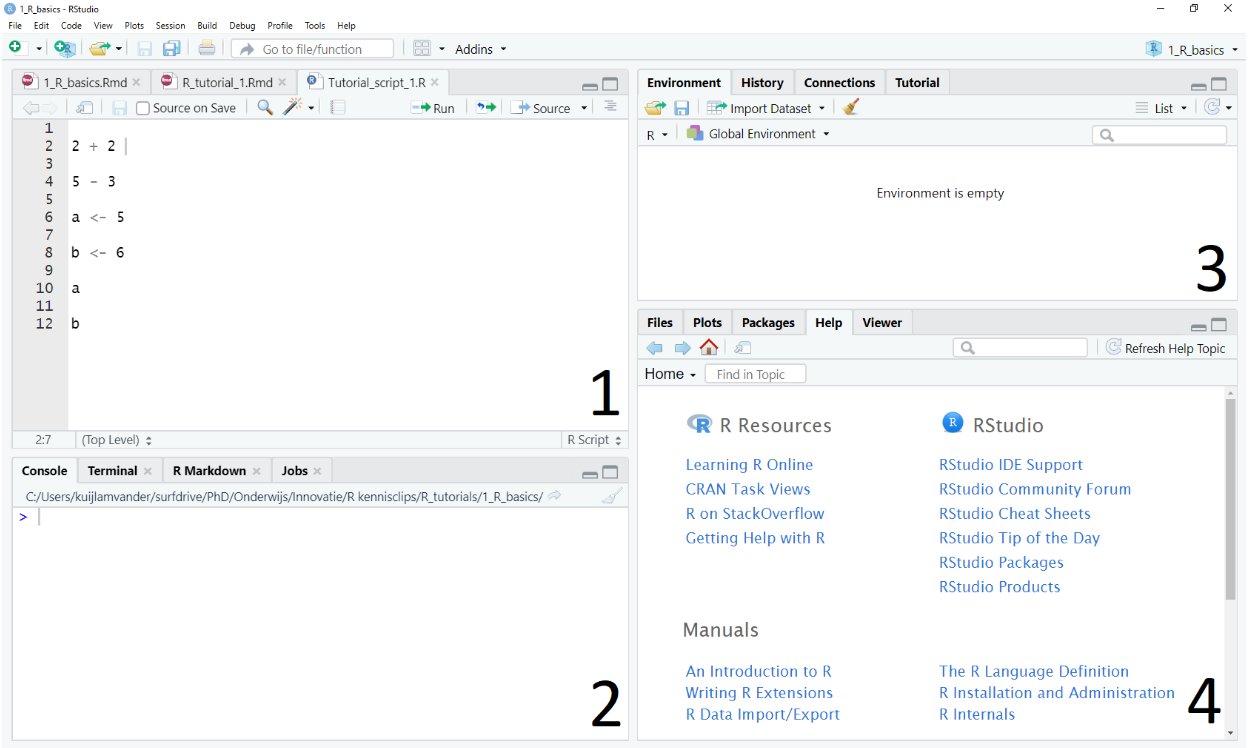 1_R_basics - RStudio
File Edit Code View Plots Session Build Debug Profile Tools Help
Go to file/function Addins 1_R_basics
1_R_basics.Rmd R_tutorial_1.Rmd Tutorial_script_1.R
Source on Save Run Source
1
2 2 + 2
3
4 5 - 3
5
6 a <- 5
7
8 b <- 6
9
10 a
11
12 b
1
2:7 (Top Level) R Script
Console Terminal R Markdown Jobs
C:/Users/kuijlamvander/surfdrive/PhD/Onderwijs/Innovatie/R kennisclips/R_tutorials/1_R_basics/
>
2
Environment History Connections Tutorial
Import Dataset List
R Global Environment
Environment is empty
3
Files Plots Packages Help Viewer
Refresh Help Topic
Home Find in Topic
R Resources
Learning R Online
CRAN Task Views
R on StackOverflow
Getting Help with R
R RStudio
RStudio IDE Support
RStudio Community Forum
RStudio Cheat Sheets
RStudio Tip of the Day
RStudio Packages
RStudio Products
Manuals
An Introduction to R
Writing R Extensions
R Data Import/Export
The R Language Definition
R Installation and Administration
R Internals
4